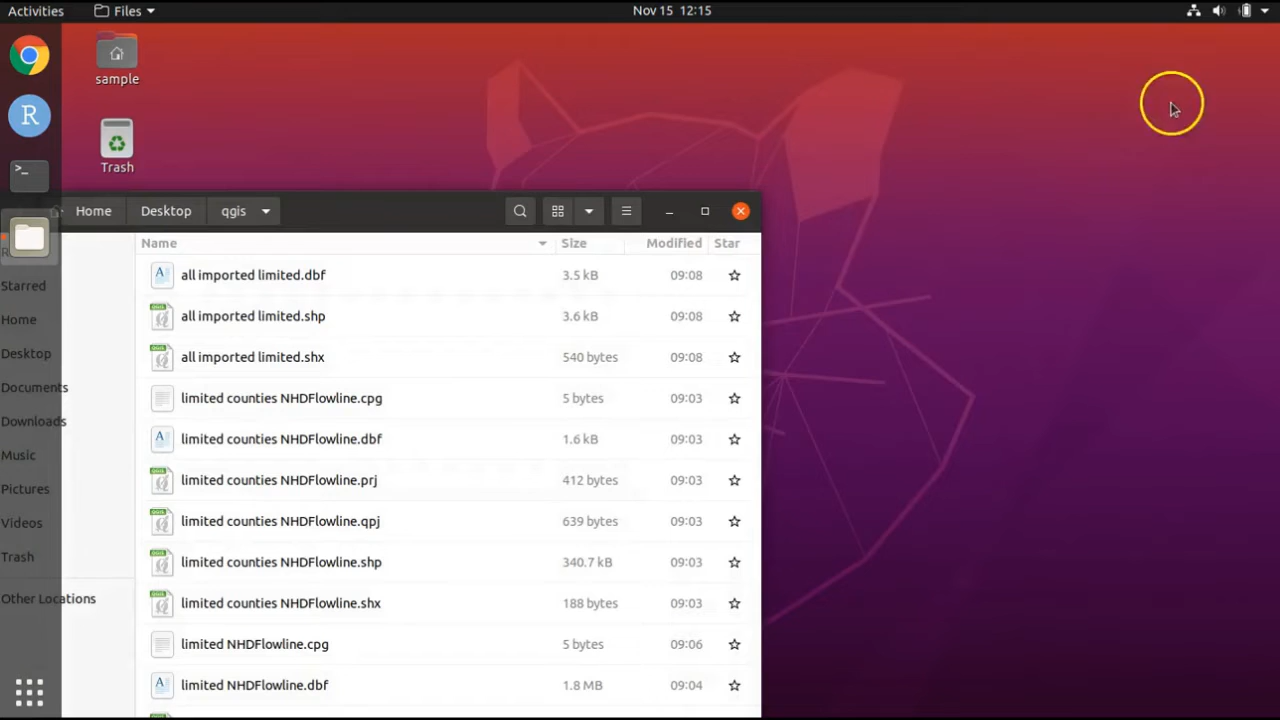 Activities Files Nov 15 12:15
sample
R
Trash
>_
Home Desktop qgis
Name Size Modified Star
all imported limited.dbf 3.5 kB 09:08
Starred
all imported limited.shp 3.6 kB 09:08
Home
Desktop
all imported limited.shx 540 bytes 09:08
Documents
limited counties NHDFlowline.cpg 5 bytes 09:03
Downloads
limited counties NHDFlowline.dbf 1.6 kB 09:03
Music
limited counties NHDFlowline.prj 412 bytes 09:03
Pictures
limited counties NHDFlowline.qpj 639 bytes 09:03
Videos
Trash
limited counties NHDFlowline.shp 340.7 kB 09:03
Other Locations
limited counties NHDFlowline.shx 188 bytes 09:03
limited NHDFlowline.cpg 5 bytes 09:06
limited NHDFlowline.dbf 1.8 MB 09:04